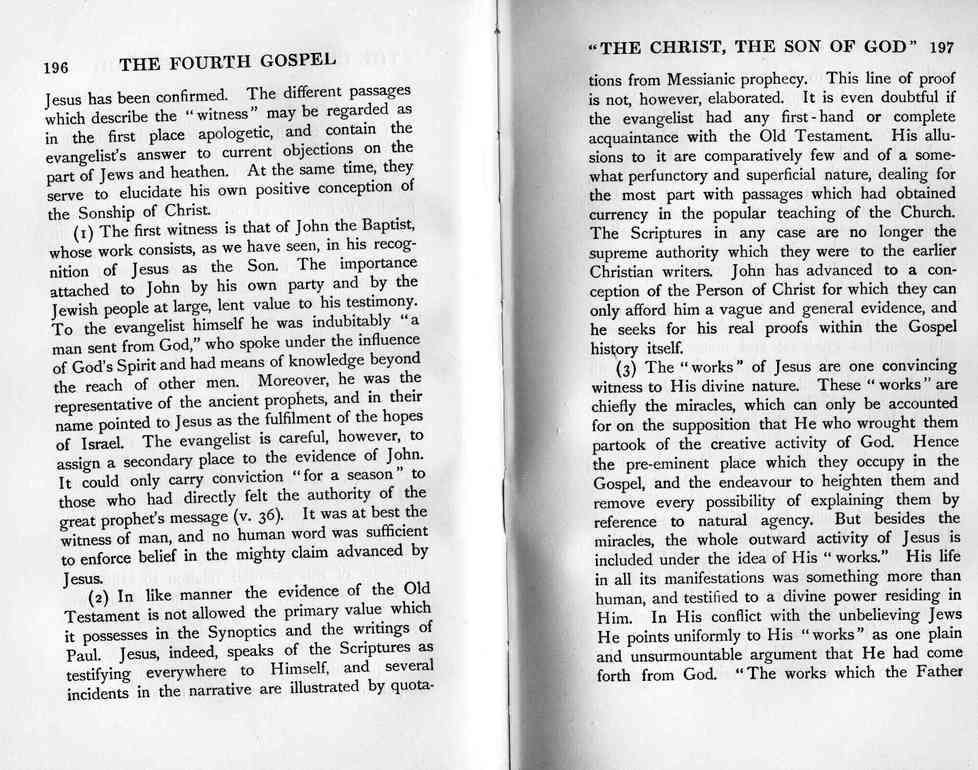 196 THE FOURTH GOSPEL
Jesus has been confirmed. The different passages
which describe the “witness” may be regarded as
in the first place apologetic, and contain the
evangelist's answer to current objections on the
part of Jews and heathen. At the same time, they
serve to elucidate his own positive conception of
the Sonship of Christ.
(1) The first witness is that of John the Baptist,
whose work consists, as we have seen, in his recog-
nition of Jesus as the Son. The importance
attached to John by his own party and by the
Jewish people at large, lent value to his testimony.
To the evangelist himself he was indubitably “a
man sent from God,” who spoke under the influence
of God's Spirit and had means of knowledge beyond
the reach of other men. Moreover, he was the
representative of the ancient prophets, and in their
name pointed to Jesus as the fulfilment of the hopes
of Israel. The evangelist is careful, however, to
assign a secondary place to the evidence of John.
It could only carry conviction “for a season” to
those who had directly felt the authority of the
great prophet's message (v. 36). It was at best the
witness of man, and no human word was sufficient
to enforce belief in the mighty claim advanced by
Jesus.
(2) In like manner the evidence of the Old
Testament is not allowed the primary value which
it possesses in the Synoptics and the writings of
Paul. Jesus, indeed, speaks of the Scriptures as
testifying everywhere to Himself, and several
incidents in the narrative are illustrated by quota-
“THE CHRIST, THE SON OF GOD” 197
tions from Messianic prophecy. This line of proof
is not, however, elaborated. It is even doubtful if
the evangelist had any first-hand or complete
acquaintance with the Old Testament. His allu-
sions to it are comparatively few and of a some-
what perfunctory and superficial nature, dealing for
the most part with passages which had obtained
currency in the popular teaching of the Church.
The Scriptures in any case are no longer the
supreme authority which they were to the earlier
Christian writers. John has advanced to a con-
ception of the Person of Christ for which they can
only afford him a vague and general evidence, and
he seeks for his real proofs within the Gospel
history itself.
(3) The “works” of Jesus are one convincing
witness to His divine nature. These “works” are
chiefly the miracles, which can only be accounted
for on the supposition that He who wrought them
partook of the creative activity of God. Hence
the pre-eminent place which they occupy in the
Gospel, and the endeavour to heighten them and
remove every possibility of explaining them by
reference to natural agency. But besides the
miracles, the whole outward activity of Jesus is
included under the idea of His “works.” His life
in all its manifestations was something more than
human, and testified to a divine power residing in
Him. In His conflict with the unbelieving Jews
He points uniformly to His “works” as one plain
and unsurmountable argument that He had come
forth from God. “The works which the Father